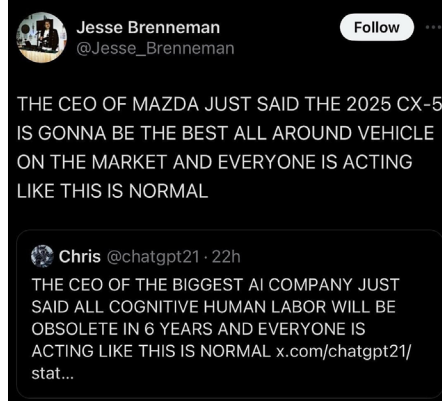 Jesse Brenneman
@Jesse_Brenneman
Follow
THE CEO OF MAZDA JUST SAID THE 2025 CX-5
IS GONNA BE THE BEST ALL AROUND VEHICLE
ON THE MARKET AND EVERYONE IS ACTING
LIKE THIS IS NORMAL
Chris @chatgpt21 · 22h
THE CEO OF THE BIGGEST AI COMPANY JUST
SAID ALL COGNITIVE HUMAN LABOR WILL BE
OBSOLETE IN 6 YEARS AND EVERYONE IS
ACTING LIKE THIS IS NORMAL x.com/chatgpt21/
stat...